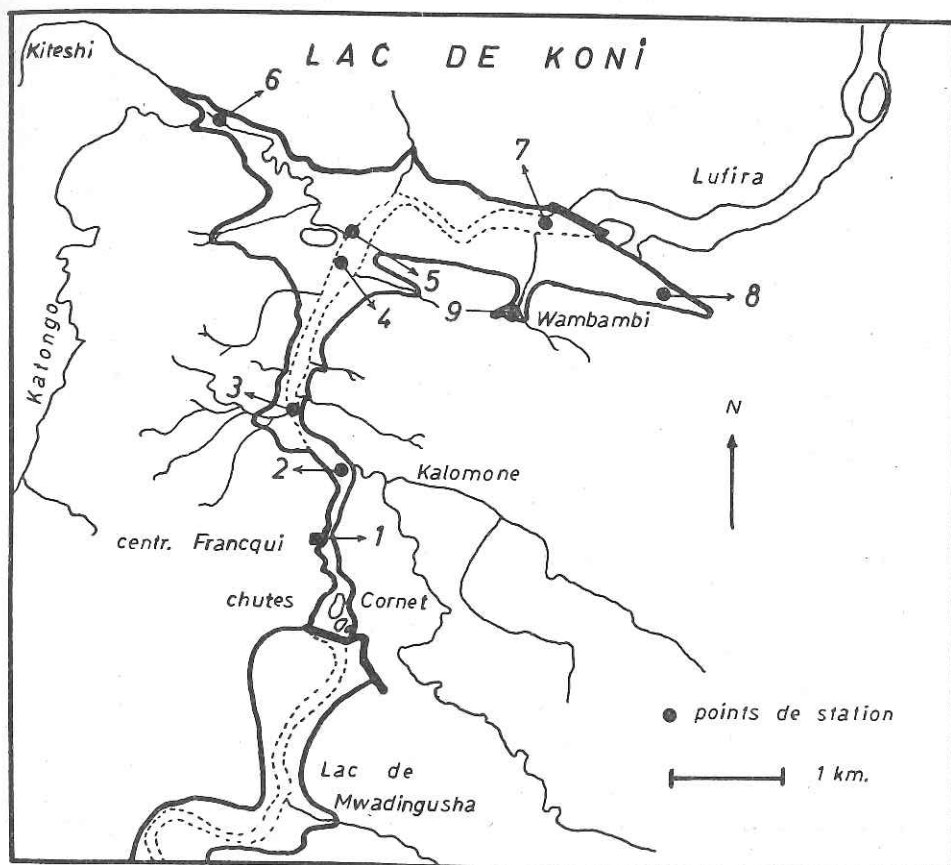 LAC DE KONI
Kiteshi
6
7
Lufira
Katongo
5
4
8
9
Wambambi
3
N
2
Kalomone
centr. Francqui
1
chutes Cornet
points de station
Lac de
Mwadingusha
1 km.